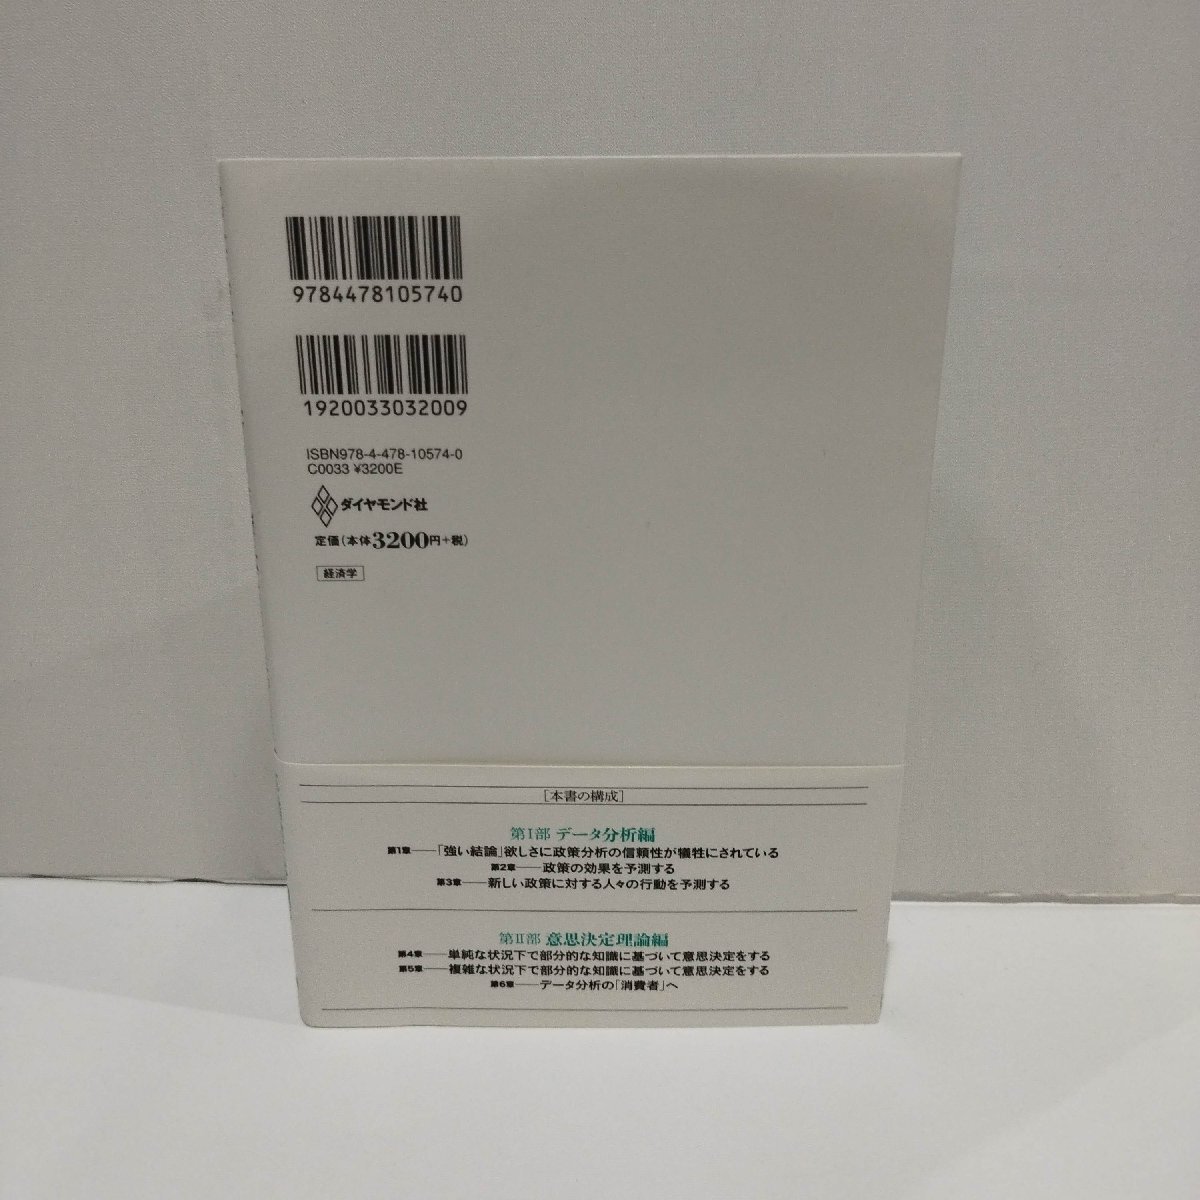 9784478105740
1920033032009
ISBN978-4-478-10574-0
C0033 ¥3200E
ダイヤモンド社
定価(本体3200円+税)
経済学
[本書の構成]
第Ⅰ部 データ分析編
第1章――「強い結論」欲しさに政策分析の信頼性が犠牲にされている
第2章――政策の効果を予測する
第3章――新しい政策に対する人々の行動を予測する
第Ⅱ部 意思決定理論編
第4章――単純な状況下で部分的な知識に基づいて意思決定をする
第5章――複雑な状況下で部分的な知識に基づいて意思決定をする
第6章――データ分析の「消費者」へ